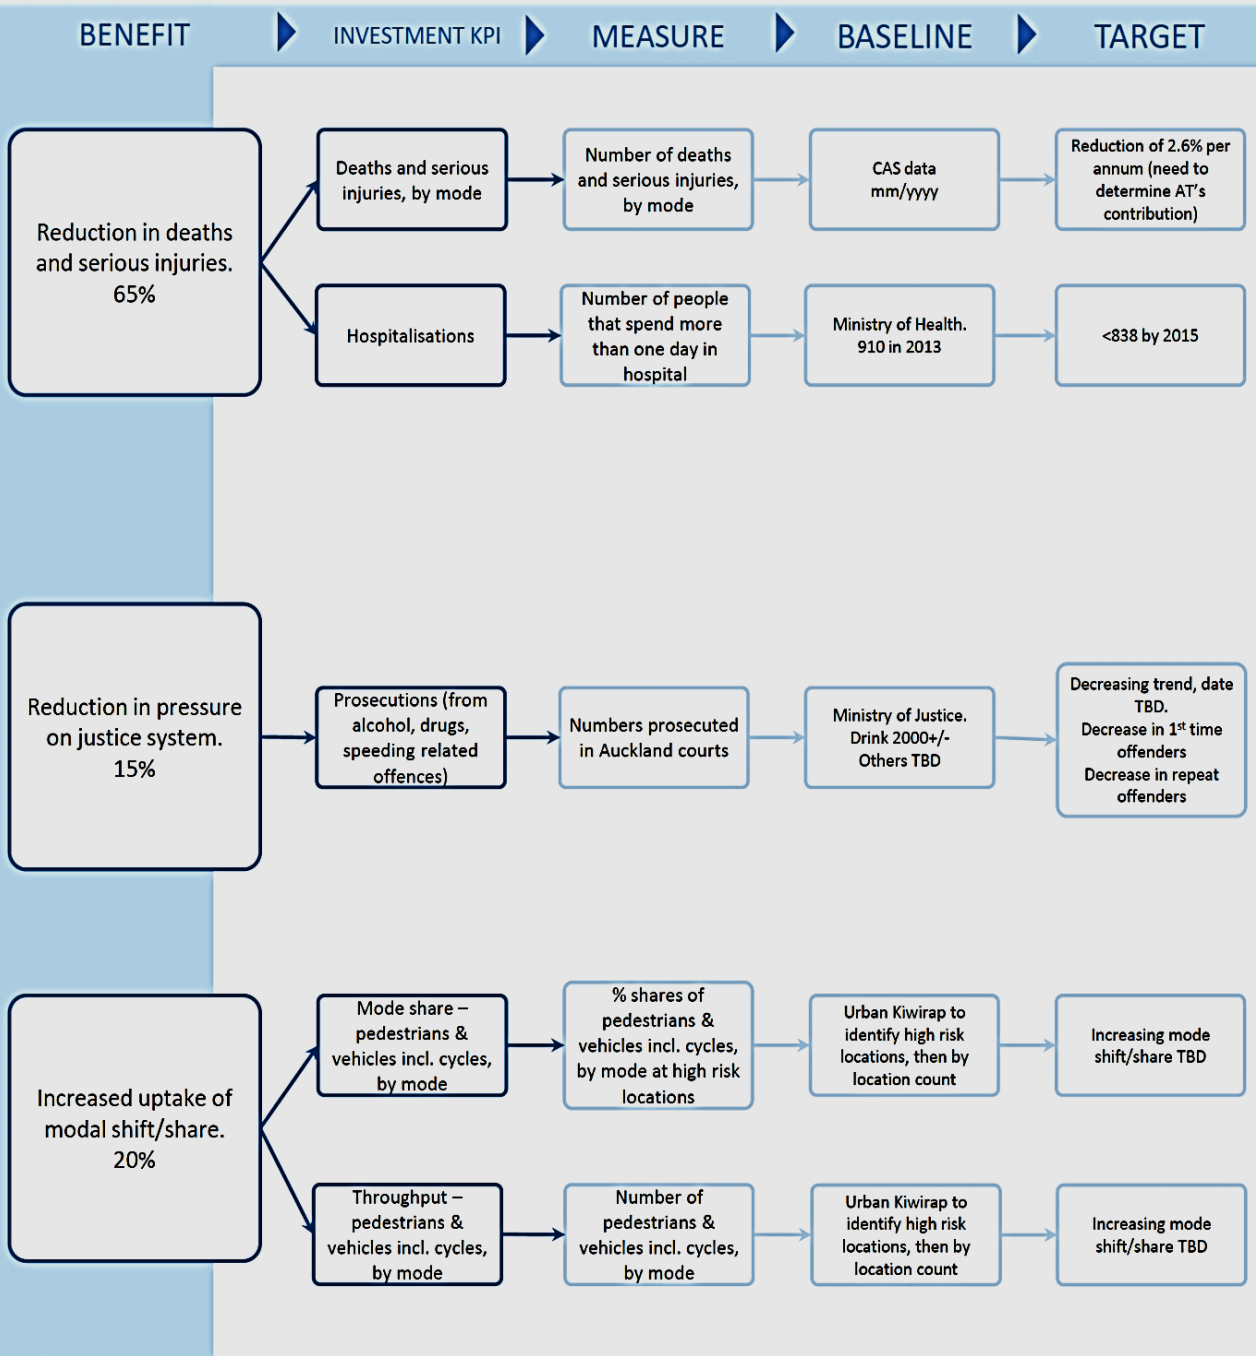 BENEFIT
INVESTMENT KPI
MEASURE
BASELINE
TARGET
Reduction in deaths
and serious injuries.
65%
Deaths and serious
injuries, by mode
Number of deaths
and serious injuries,
by mode
CAS data
mm/yyyy
Reduction of 2.6% per
annum (need to
determine AT's
contribution)
Hospitalisations
Number of people
that spend more
than one day in
hospital
Ministry of Health.
910 in 2013
<838 by 2015
Reduction in pressure
on justice system.
15%
Prosecutions (from
alcohol, drugs,
speeding related
offences)
Numbers prosecuted
in Auckland courts
Ministry of Justice.
Drink 2000+/-
Others TBD
Decreasing trend, date
TBD.
Decrease in 1st time
offenders
Decrease in repeat
offenders
Increased uptake of
modal shift/share.
20%
Mode share –
pedestrians &
vehicles incl. cycles,
by mode
% shares of
pedestrians &
vehicles incl. cycles,
by mode at high risk
locations
Urban Kiwirap to
identify high risk
locations, then by
location count
Increasing mode
shift/share TBD
Throughput –
pedestrians &
vehicles incl. cycles,
by mode
Number of
pedestrians &
vehicles incl. cycles,
by mode
Urban Kiwirap to
identify high risk
locations, then by
location count
Increasing mode
shift/share TBD